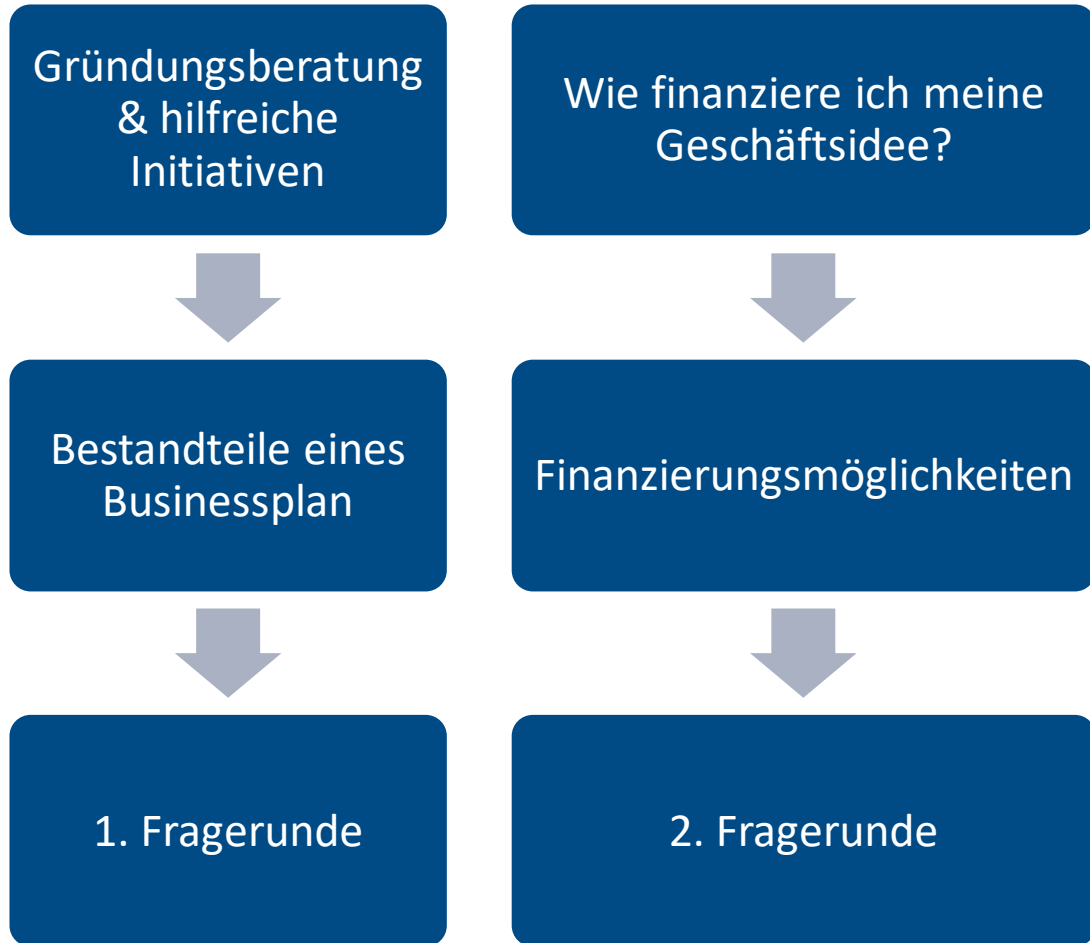 Gründungsberatung
& hilfreiche
Initiativen
Bestandteile eines
Businessplan
1. Fragerunde
Wie finanziere ich meine
Geschäftsidee?
Finanzierungsmöglichkeiten
2. Fragerunde